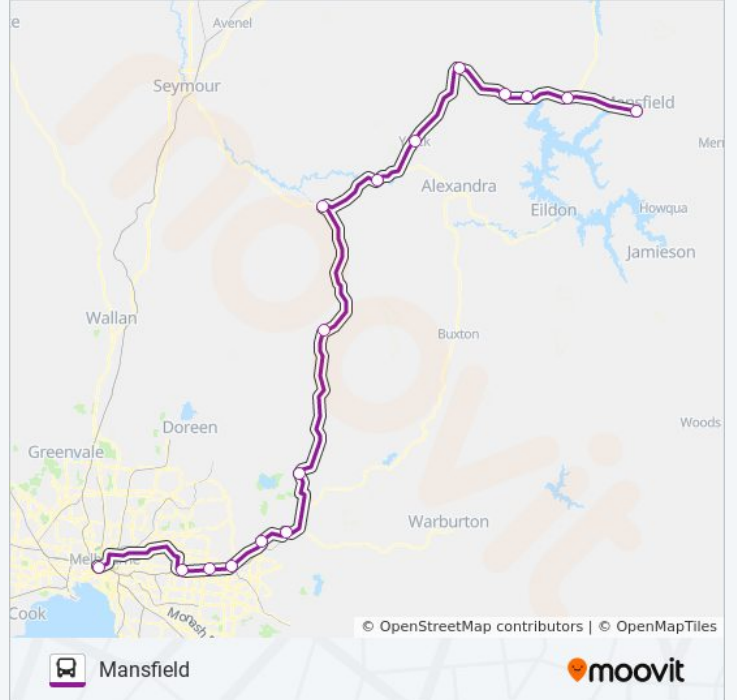 Avenel
Seymour
Mansfield
Alexandra
Eildon
Howqua
Jamieson
Wallan
Buxton
Doreen
Woods
Greenvale
Warburton
Melbourne
Cook
© OpenStreetMap contributors | © OpenMapTiles
Mansfield
moovit